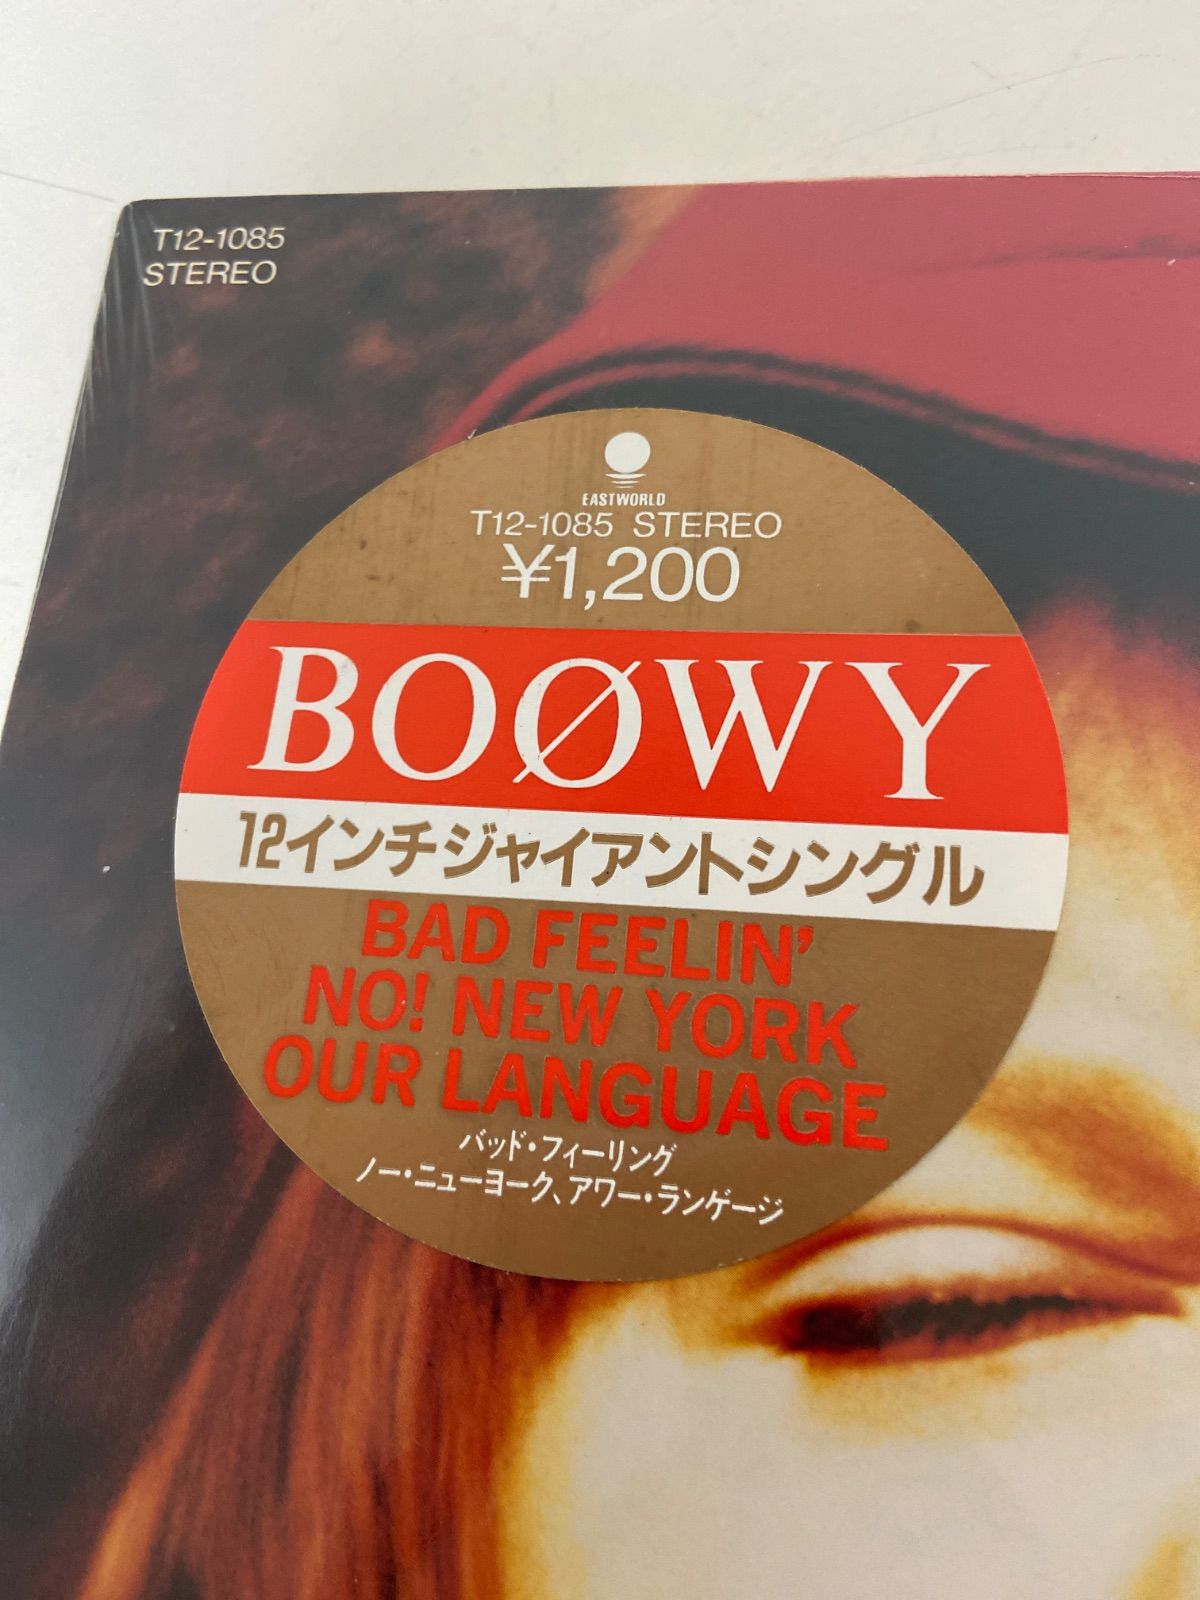 T12-1085
STEREO
EASTWORLD
T12-1085 STEREO
¥1,200
BOØWY
12インチジャイアントシングル
BAD FEELIN'
NO! NEW YORK
OUR LANGUAGE
バッド・フィーリング
ノー・ニューヨーク、アワー・ランゲージ